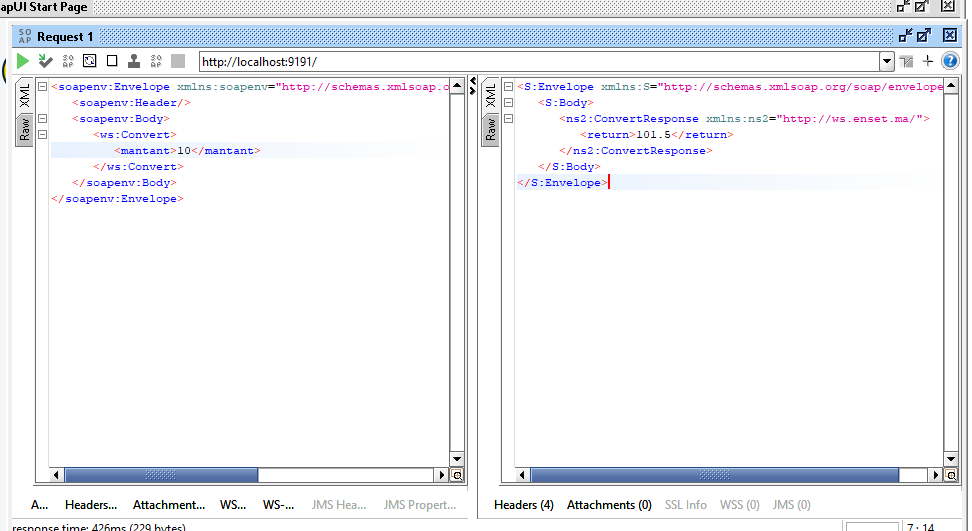 apUI Start Page
SO
AP
Request 1
http://localhost:9191/
XML
Raw
<soapenv:Envelope xmlns:soapenv="http://schemas.xmlsoap.o
<soapenv:Header/>
<soapenv:Body>
<ws:Convert>
<mantant>10</mantant>
</ws:Convert>
</soapenv:Body>
</soapenv:Envelope>
XML
Raw
<S:Envelope xmlns:S="http://schemas.xmlsoap.org/soap/envelope
<S:Body>
<ns2:ConvertResponse xmlns:ns2="http://ws.enset.ma/">
<return>101.5</return>
</ns2:ConvertResponse>
</S:Body>
</S:Envelope>
A... Headers... Attachment... WS... WS-... JMS Hea... JMS Propert...
Headers (4) Attachments (0) SSL Info WSS (0) JMS (0)
response time: 426ms (229 bytes)
7 : 14